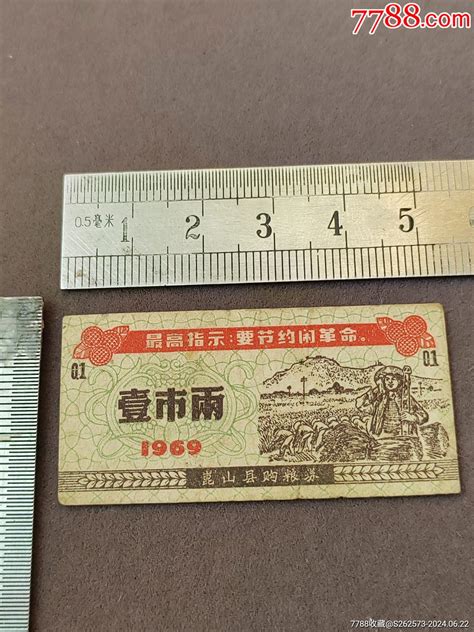 7788.com
0.5毫米 1 2 3 4 5
最高指示:要节约闹革命。
01 01
壹市兩
1969
崑山县购粮券
7788收藏@S262573-2024.06.22